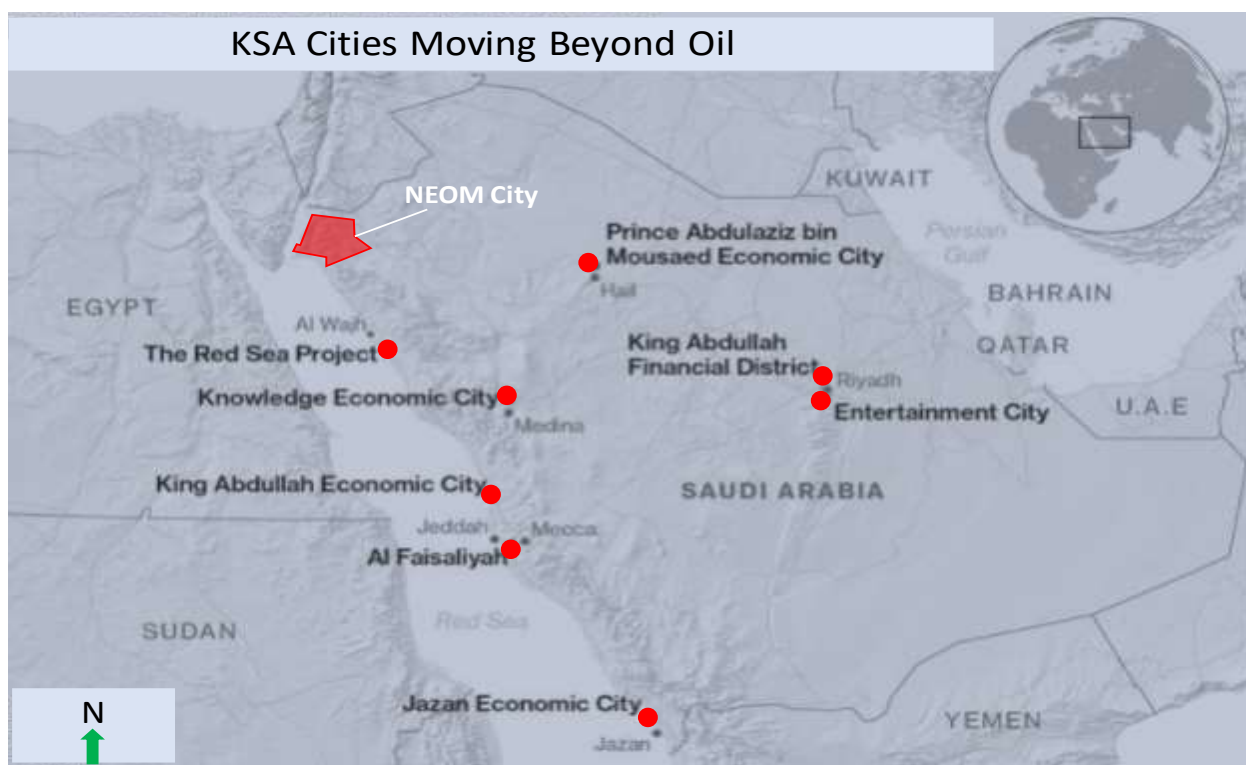 KSA Cities Moving Beyond Oil
NEOM City
KUWAIT
Prince Abdulaziz bin
Mousaed Economic City
Persian
Gulf
Hail
BAHRAIN
EGYPT
Al Wajh
The Red Sea Project
King Abdullah
Financial District
QATAR
Riyadh
Knowledge Economic City
Medina
Entertainment City
U.A.E
King Abdullah Economic City
SAUDI ARABIA
Jeddah
Mecca
Al Faisaliyah
Red Sea
SUDAN
Jazan Economic City
Jazan
YEMEN
N